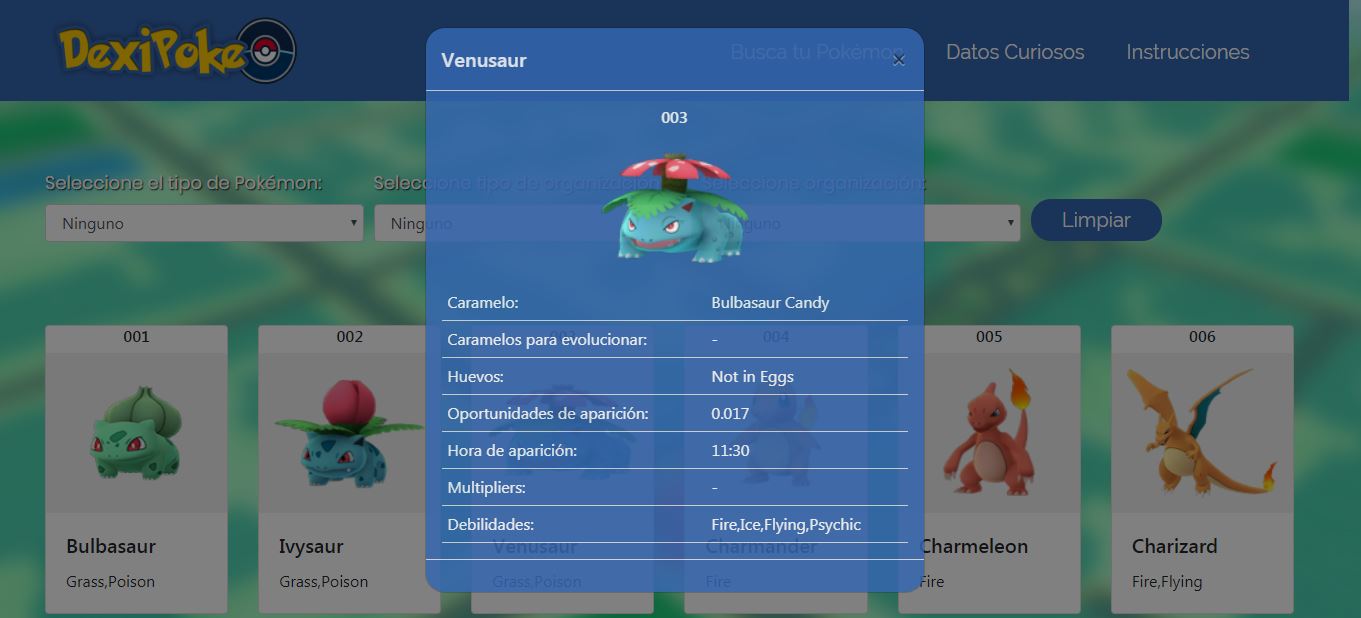 DexiPoke
Busca tu Pokémon
Datos Curiosos
Instrucciones
Venusaur
×
003
Seleccione el tipo de Pokémon:
Seleccione tipo de organización
Seleccione organización:
Ninguno
Ninguno
Ninguno
Limpiar
Caramelo: Bulbasaur Candy
Caramelos para evolucionar: -
Huevos: Not in Eggs
Oportunidades de aparición: 0.017
Hora de aparición: 11:30
Multipliers: -
Debilidades: Fire,Ice,Flying,Psychic
001
002
003
004
005
006
Bulbasaur
Ivysaur
Venusaur
Charmander
Charmeleon
Charizard
Grass,Poison
Grass,Poison
Grass,Poison
Fire
Fire
Fire,Flying